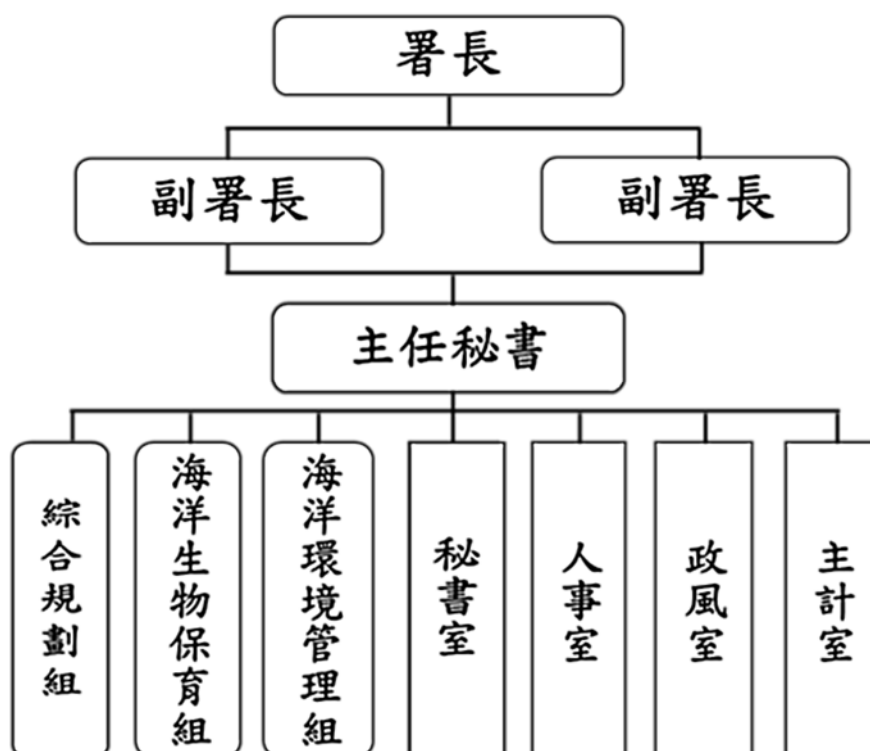 署長
副署長
副署長
主任秘書
綜合規劃組
海洋生物保育組
海洋環境管理組
秘書室
人事室
政風室
主計室